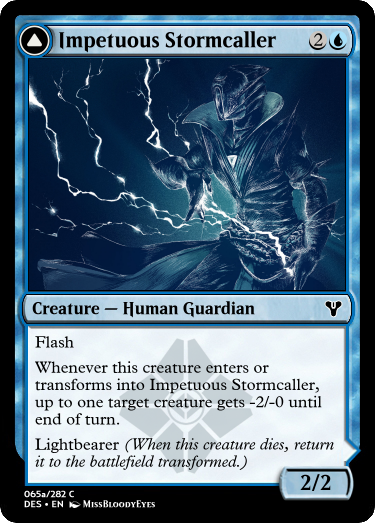 Impetuous Stormcaller 2
Creature — Human Guardian
Flash
Whenever this creature enters or
transforms into Impetuous Stormcaller,
up to one target creature gets -2/-0 until
end of turn.
Lightbearer (When this creature dies, return
it to the battlefield transformed.)
2/2
065a/282 C
DES • EN MissBloodyEyes